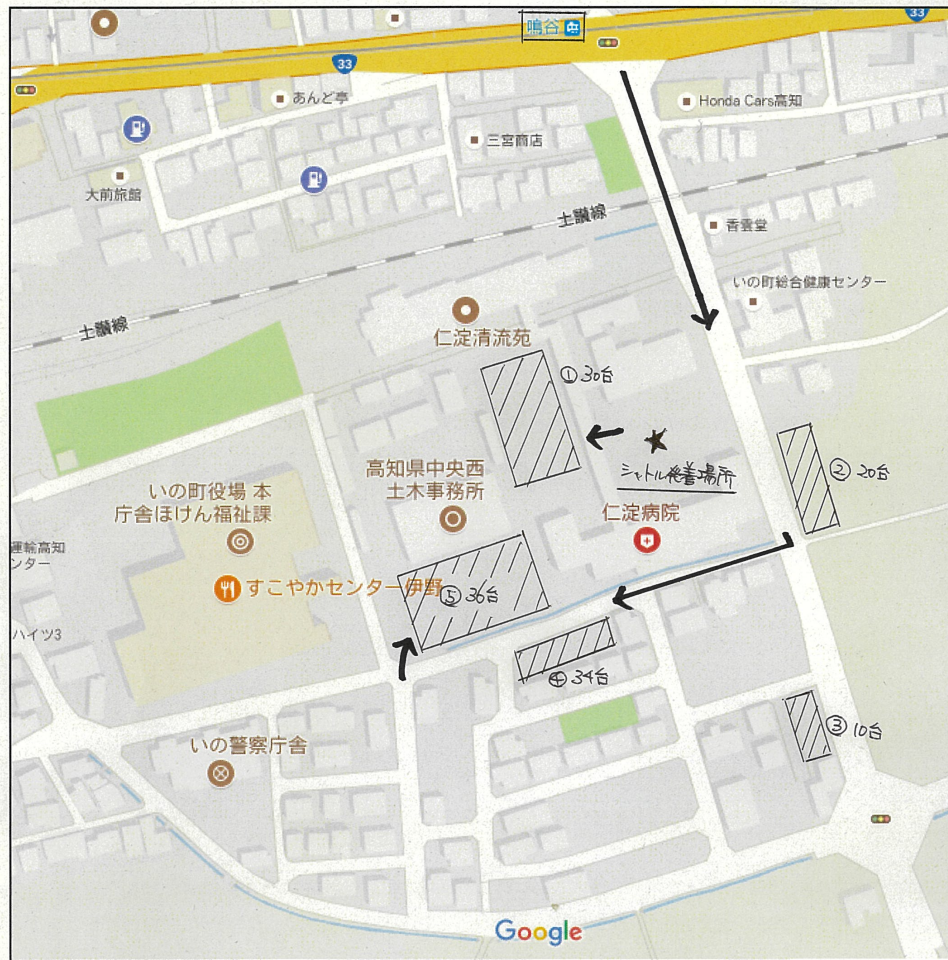 鳴谷
33
33
あんど亭
Honda Cars高知
三宮商店
大前旅館
土讃線
香雲堂
いの町総合健康センター
土讃線
仁淀清流苑
①30台
高知県中央西
土木事務所
シャトル発着場所
②20台
いの町役場 本
庁舎ほけん福祉課
仁淀病院
運輸高知
ンター
すこやかセンター伊野
⑤36台
ハイツ3
④34台
③10台
いの警察庁舎
Google